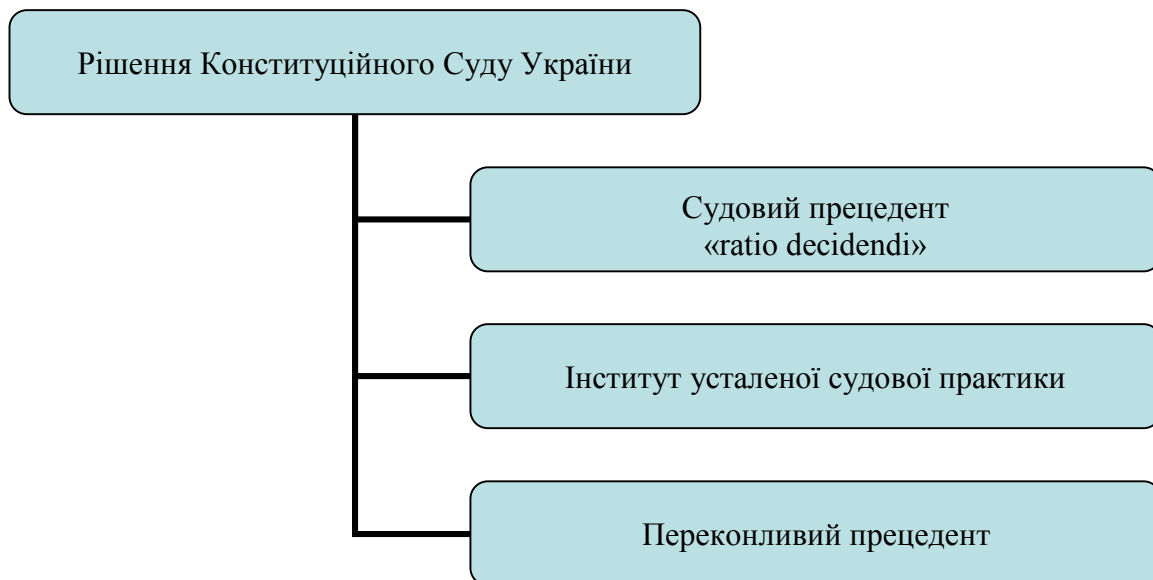 Рішення Конституційного Суду України
Судовий прецедент
«ratio decidendi»
Інститут усталеної судової практики
Переконливий прецедент